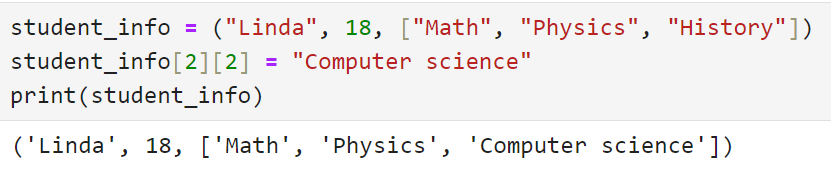 student_info = ("Linda", 18, ["Math", "Physics", "History"])
student_info[2][2] = "Computer science"
print(student_info)
('Linda', 18, ['Math', 'Physics', 'Computer science'])